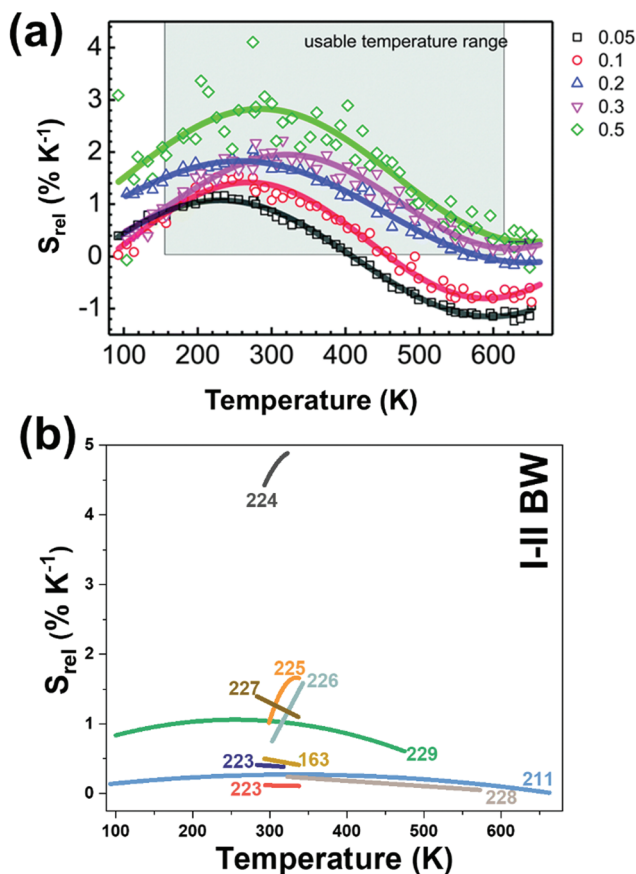 (a)
usable temperature range
0.05
0.1
0.2
0.3
0.5
S_rel (% K⁻¹)
4
3
2
1
0
-1
100 200 300 400 500 600
Temperature (K)
(b)
I-II BW
S_rel (% K⁻¹)
5
4
3
2
1
0
224
225
227
226
229
223
163
211
223
228
100 200 300 400 500 600
Temperature (K)